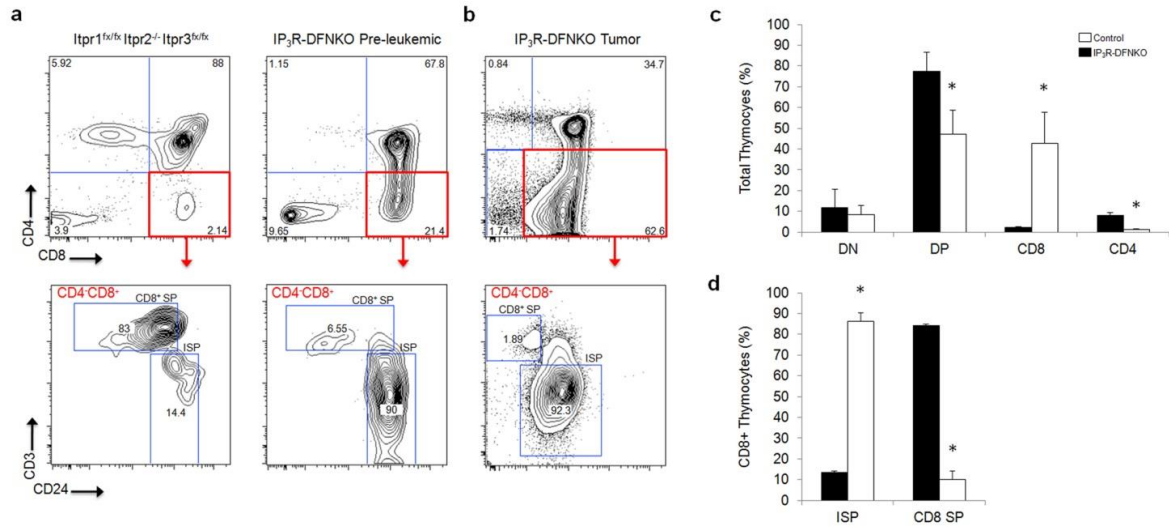 a
Itpr1fx/fx Itpr2-/- Itpr3fx/fx
5.92
88
3.9
2.14
CD4
CD8
IP3R-DFNKO Pre-leukemic
1.15
67.8
9.65
21.4
b
IP3R-DFNKO Tumor
0.84
34.7
1.74
62.6
CD4-CD8+
CD8+ SP
83
ISP
14.4
CD3
CD24
CD4-CD8+
CD8+ SP
6.55
ISP
90
CD4-CD8+
CD8+ SP
1.89
ISP
92.3
c
Total Thymocyes (%)
100
90
80
70
60
50
40
30
20
10
0
Control
IP3R-DFNKO
*
*
*
DN
DP
CD8
CD4
d
CD8+ Thymocytes (%)
100
90
80
70
60
50
40
30
20
10
0
*
*
ISP
CD8 SP